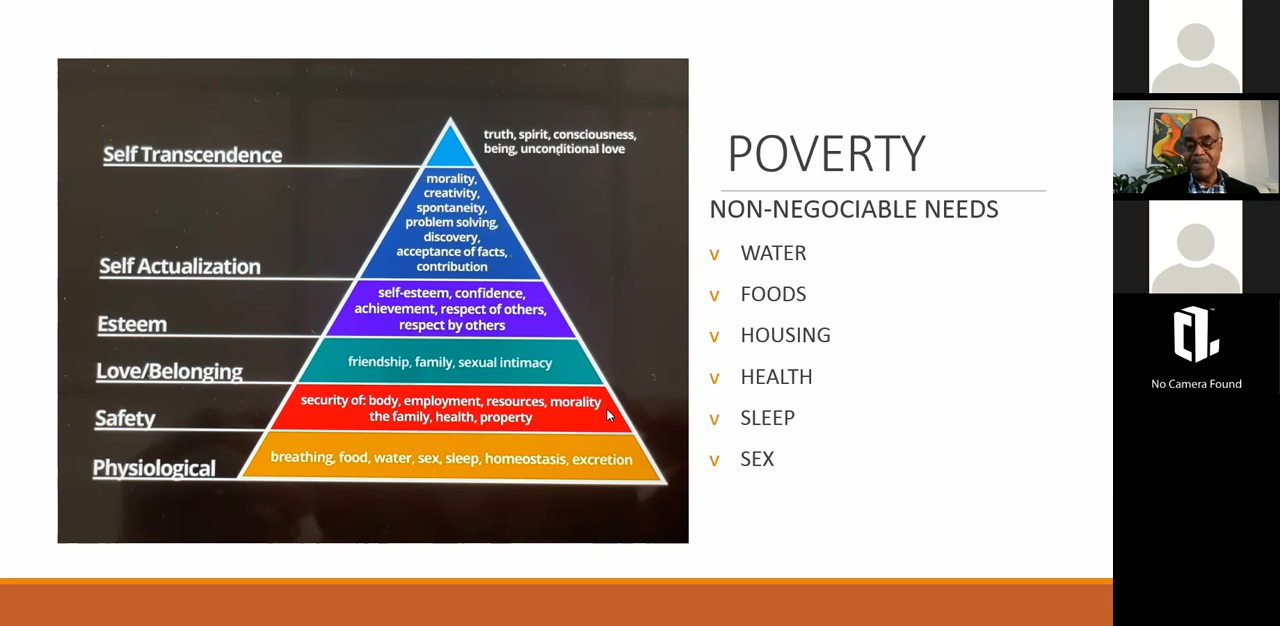 Self Transcendence
truth, spirit, consciousness,
being, unconditional love
Self Actualization
morality,
creativity,
spontaneity,
problem solving,
discovery,
acceptance of facts,
contribution
Esteem
self-esteem, confidence,
achievement, respect of others,
respect by others
Love/Belonging
friendship, family, sexual intimacy
Safety
security of: body, employment, resources, morality
the family, health, property
Physiological
breathing, food, water, sex, sleep, homeostasis, excretion
POVERTY
NON-NEGOCIABLE NEEDS
v WATER
v FOODS
v HOUSING
v HEALTH
v SLEEP
v SEX
No Camera Found